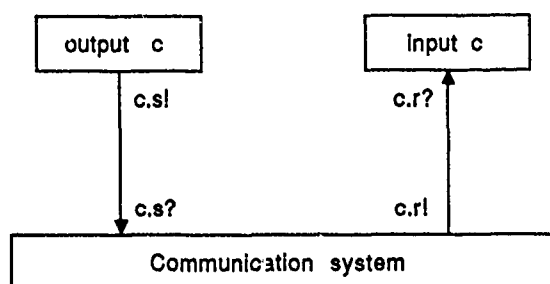 output c
input c
c.s!
c.r?
c.s?
c.r!
Communication system